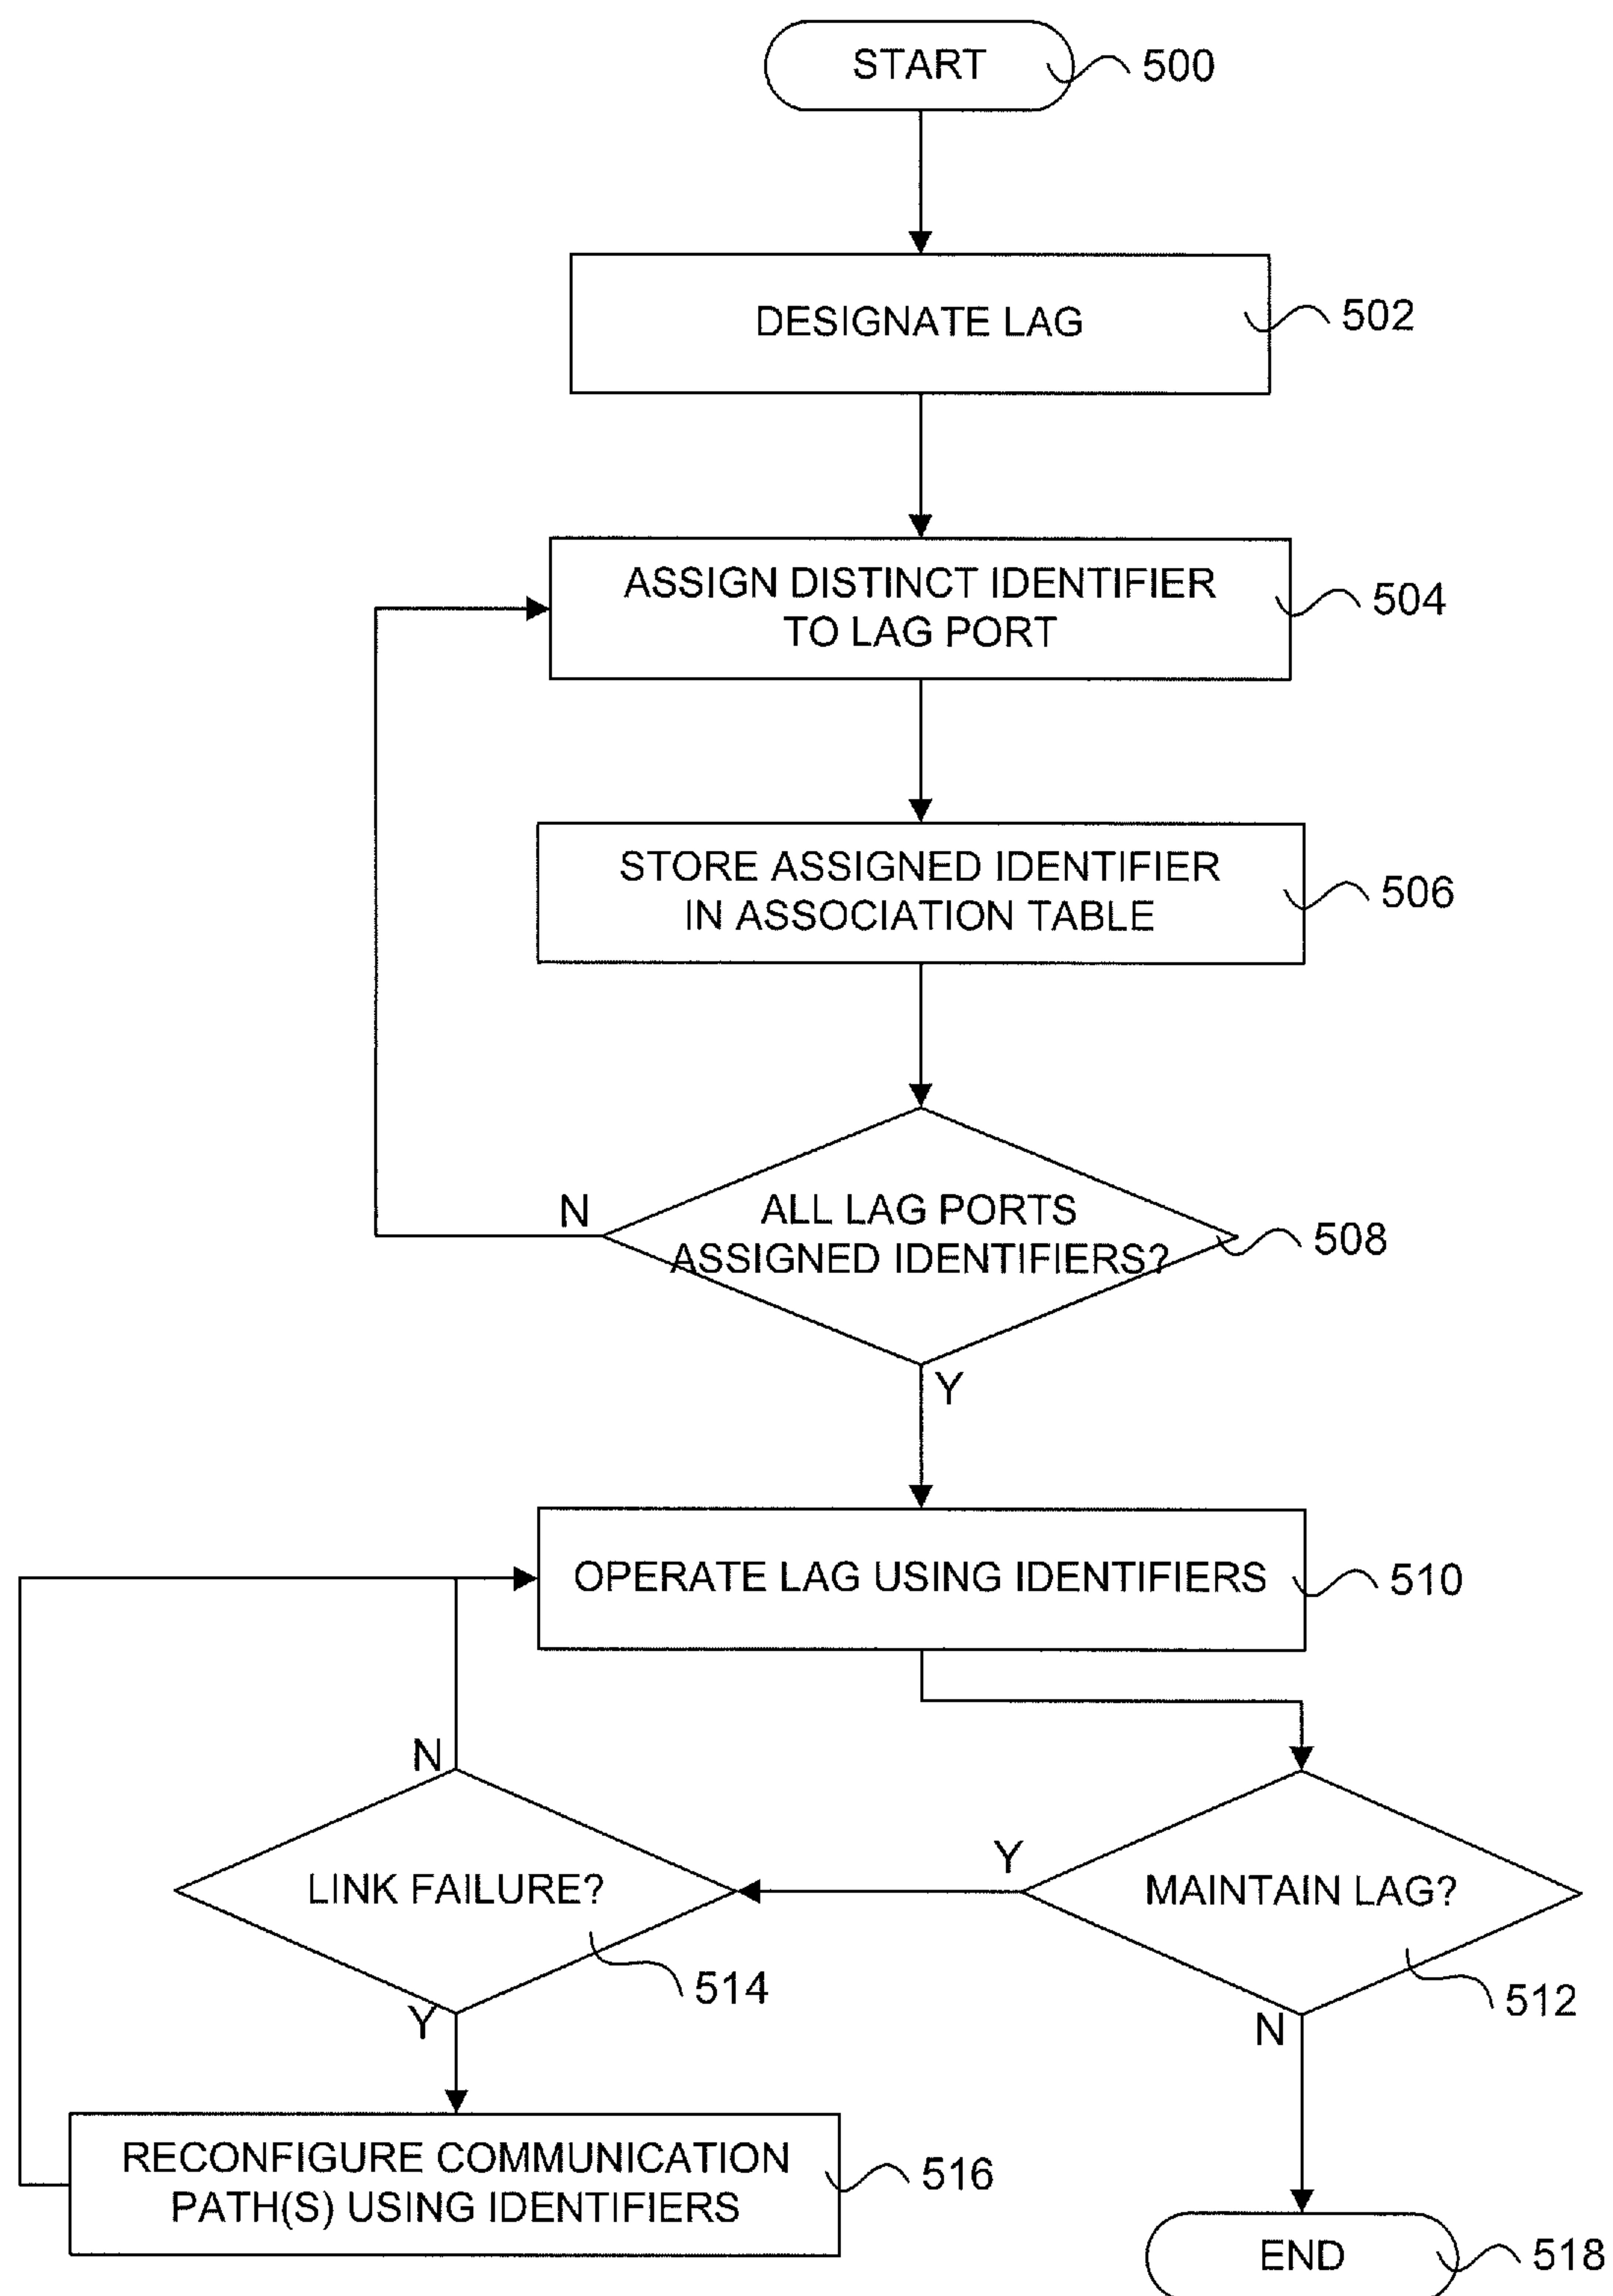 START
500
DESIGNATE LAG
502
ASSIGN DISTINCT IDENTIFIER
TO LAG PORT
504
STORE ASSIGNED IDENTIFIER
IN ASSOCIATION TABLE
506
N
ALL LAG PORTS
ASSIGNED IDENTIFIERS?
508
Y
OPERATE LAG USING IDENTIFIERS
510
N
LINK FAILURE?
514
Y
Y
MAINTAIN LAG?
512
N
RECONFIGURE COMMUNICATION
PATH(S) USING IDENTIFIERS
516
END
518